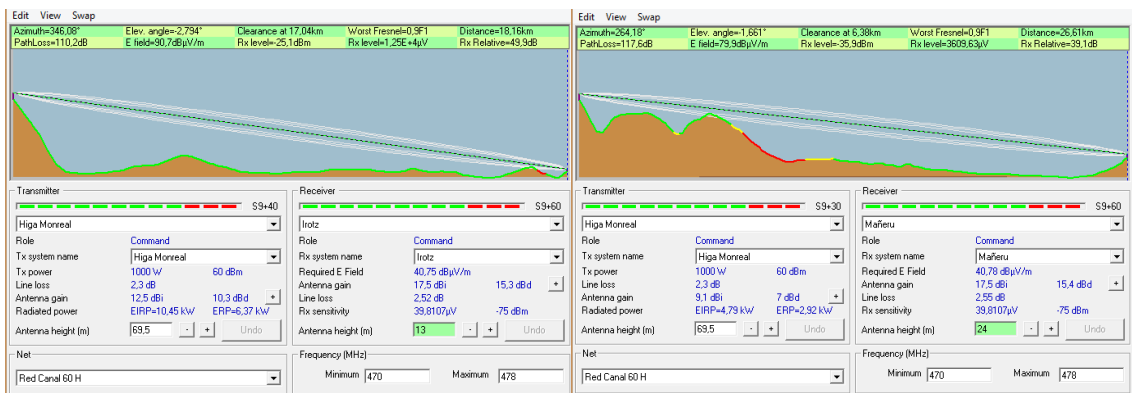 Edit View Swap
Azimuth=346,08° Elev. angle=-2,794° Clearance at 17,04km Worst Fresnel=0,9F1 Distance=18,16km
PathLoss=110,2dB E field=90,7dBμV/m Rx level=-25,1dBm Rx level=1,25E+4μV Rx Relative=49,9dB
Transmitter
S9+40
Higa Monreal
Role Command
Tx system name Higa Monreal
Tx power 1000 W 60 dBm
Line loss 2,3 dB
Antenna gain 12,5 dBi 10,3 dBd +
Radiated power EIRP=10,45 kW ERP=6,37 kW
Antenna height (m) 69,5 - + Undo
Net
Red Canal 60 H
Receiver
S9+60
Irotz
Role Command
Rx system name Irotz
Required E Field 40,75 dBμV/m
Antenna gain 17,5 dBi 15,3 dBd +
Line loss 2,52 dB
Rx sensitivity 39,8107μV -75 dBm
Antenna height (m) 13 - + Undo
Frequency (MHz)
Minimum 470 Maximum 478
Edit View Swap
Azimuth=264,18° Elev. angle=-1,661° Clearance at 6,38km Worst Fresnel=0,9F1 Distance=26,61km
PathLoss=117,6dB E field=79,9dBμV/m Rx level=-35,9dBm Rx level=3609,63μV Rx Relative=39,1dB
Transmitter
S9+30
Higa Monreal
Role Command
Tx system name Higa Monreal
Tx power 1000 W 60 dBm
Line loss 2,3 dB
Antenna gain 9,1 dBi 7 dBd +
Radiated power EIRP=4,79 kW ERP=2,92 kW
Antenna height (m) 69,5 - + Undo
Net
Red Canal 60 H
Receiver
S9+60
Mañeru
Role Command
Rx system name Mañeru
Required E Field 40,78 dBμV/m
Antenna gain 17,5 dBi 15,4 dBd +
Line loss 2,55 dB
Rx sensitivity 39,8107μV -75 dBm
Antenna height (m) 24 - + Undo
Frequency (MHz)
Minimum 470 Maximum 478